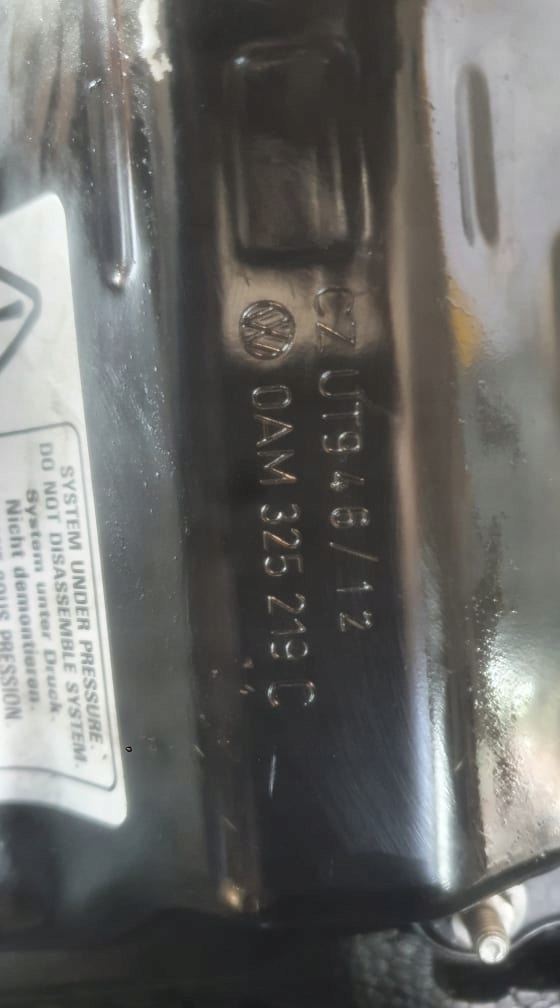 CZ UT946/12
0AM 325 219 C
SYSTEM UNDER PRESSURE.
DO NOT DISASSEMBLE SYSTEM.
System unter Druck.
Nicht demontieren.
SOUS PRESSION